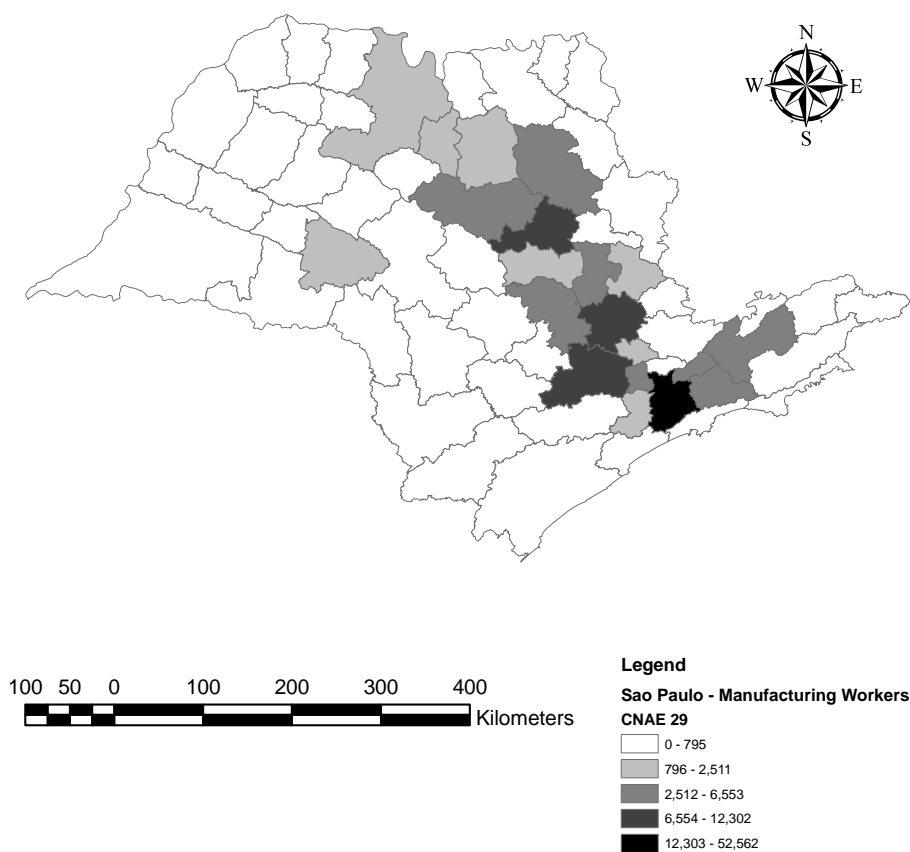 N
W E
S
100 50 0 100 200 300 400
Kilometers
Legend
Sao Paulo - Manufacturing Workers
CNAE 29
0 - 795
796 - 2,511
2,512 - 6,553
6,554 - 12,302
12,303 - 52,562